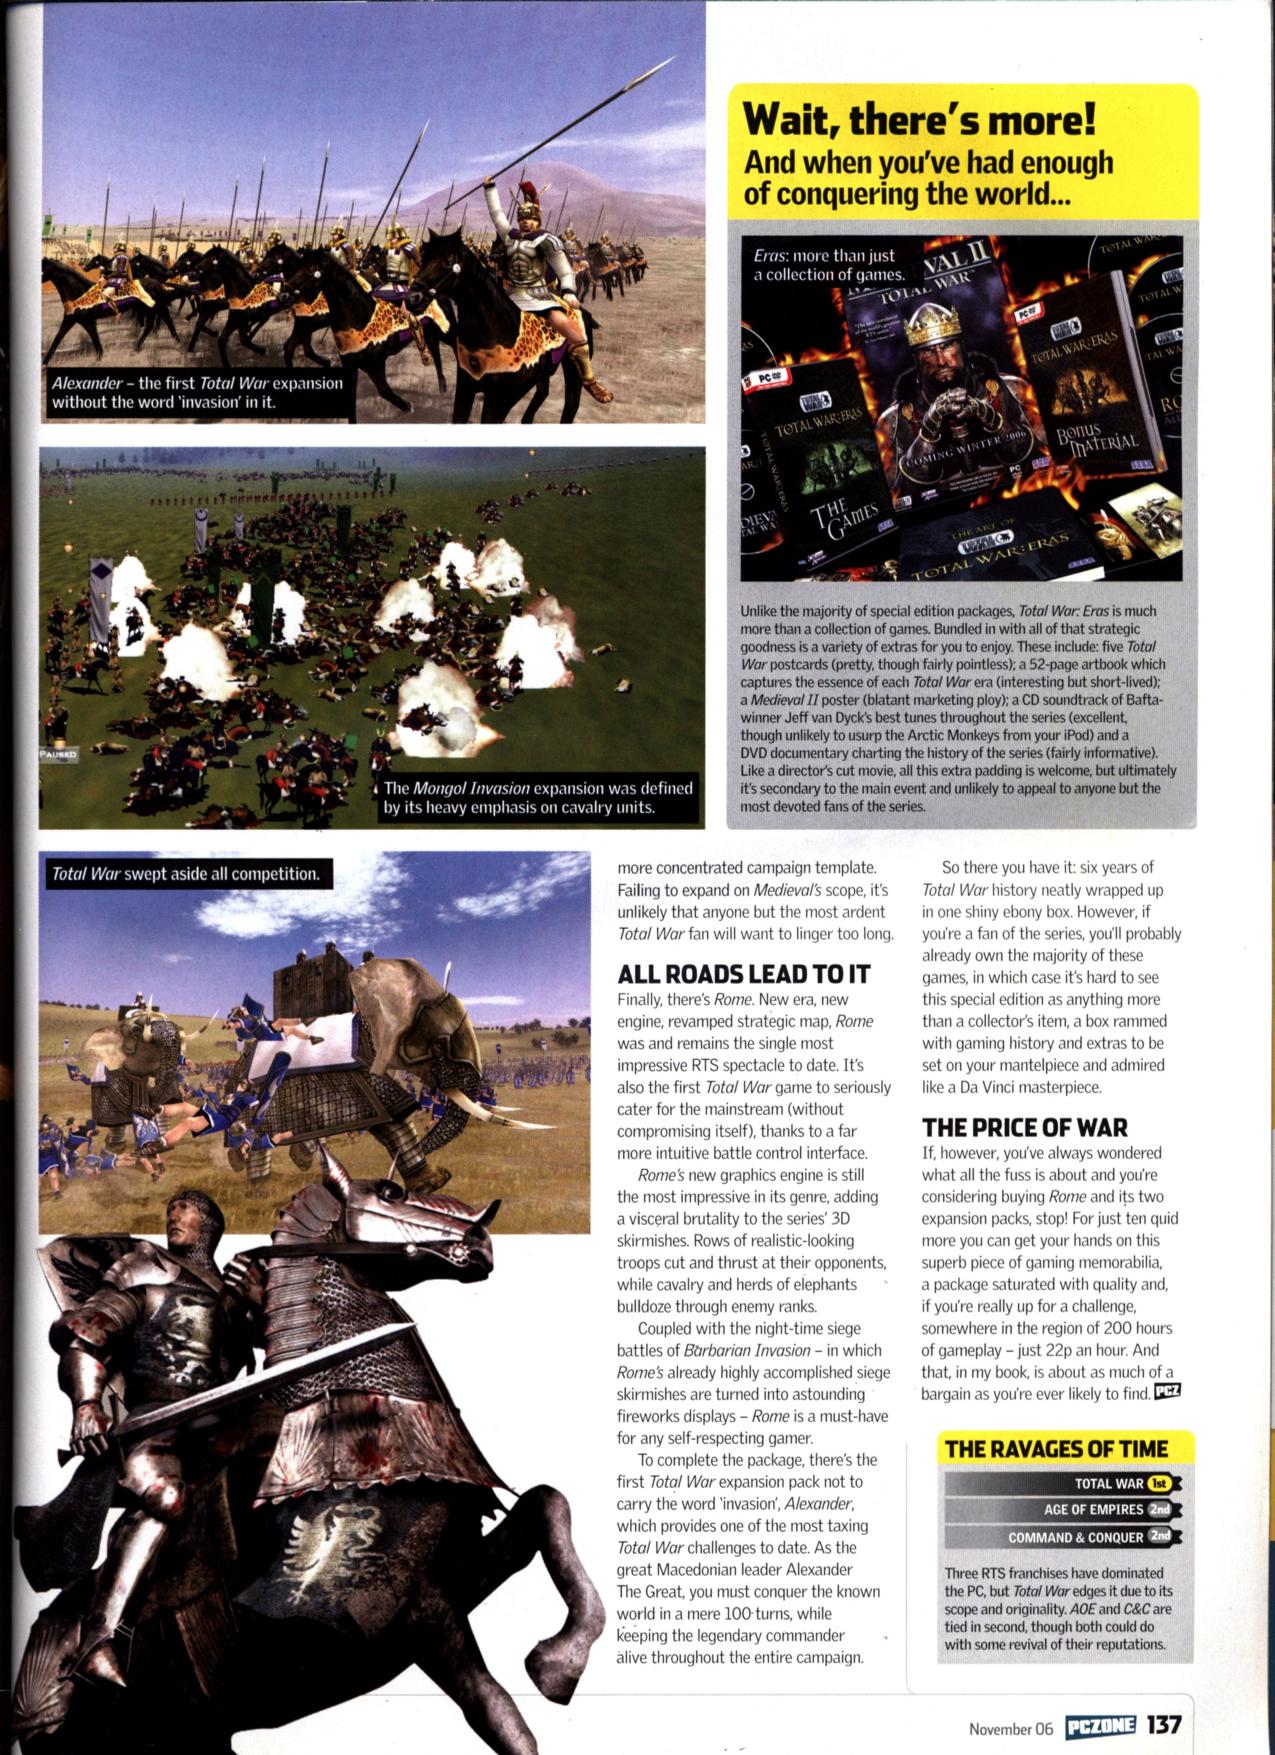 Alexander – the first Total War expansion
without the word 'invasion' in it.
PAUSED
The Mongol Invasion expansion was defined
by its heavy emphasis on cavalry units.
Wait, there's more!
And when you've had enough
of conquering the world...
Eras: more than just
a collection of games.
VAL II
TOTAL WAR
COMING WINTER 2006
PC
TOTAL WAR: ERAS
THE
GAMES
SEGA
PC
TOTAL WAR: ERAS
BONUS
MATERIAL
SEGA
THE ART OF
TOTAL WAR: ERAS
SEGA
Unlike the majority of special edition packages, Total War: Eras is much
more than a collection of games. Bundled in with all of that strategic
goodness is a variety of extras for you to enjoy. These include: five Total
War postcards (pretty, though fairly pointless); a 52-page artbook which
captures the essence of each Total War era (interesting but short-lived);
a Medieval II poster (blatant marketing ploy); a CD soundtrack of Bafta-
winner Jeff van Dyck's best tunes throughout the series (excellent,
though unlikely to usurp the Arctic Monkeys from your iPod) and a
DVD documentary charting the history of the series (fairly informative).
Like a director's cut movie, all this extra padding is welcome, but ultimately
it's secondary to the main event and unlikely to appeal to anyone but the
most devoted fans of the series.
Total War swept aside all competition.
more concentrated campaign template.
Failing to expand on Medieval's scope, it's
unlikely that anyone but the most ardent
Total War fan will want to linger too long.
ALL ROADS LEAD TO IT
Finally, there's Rome. New era, new
engine, revamped strategic map, Rome
was and remains the single most
impressive RTS spectacle to date. It's
also the first Total War game to seriously
cater for the mainstream (without
compromising itself), thanks to a far
more intuitive battle control interface.
Rome's new graphics engine is still
the most impressive in its genre, adding
a visceral brutality to the series' 3D
skirmishes. Rows of realistic-looking
troops cut and thrust at their opponents,
while cavalry and herds of elephants
bulldoze through enemy ranks.
Coupled with the night-time siege
battles of Barbarian Invasion – in which
Rome's already highly accomplished siege
skirmishes are turned into astounding
fireworks displays – Rome is a must-have
for any self-respecting gamer.
To complete the package, there's the
first Total War expansion pack not to
carry the word 'invasion', Alexander,
which provides one of the most taxing
Total War challenges to date. As the
great Macedonian leader Alexander
The Great, you must conquer the known
world in a mere 100 turns, while
keeping the legendary commander
alive throughout the entire campaign.
So there you have it: six years of
Total War history neatly wrapped up
in one shiny ebony box. However, if
you're a fan of the series, you'll probably
already own the majority of these
games, in which case it's hard to see
this special edition as anything more
than a collector's item, a box rammed
with gaming history and extras to be
set on your mantelpiece and admired
like a Da Vinci masterpiece.
THE PRICE OF WAR
If, however, you've always wondered
what all the fuss is about and you're
considering buying Rome and its two
expansion packs, stop! For just ten quid
more you can get your hands on this
superb piece of gaming memorabilia,
a package saturated with quality and,
if you're really up for a challenge,
somewhere in the region of 200 hours
of gameplay – just 22p an hour. And
that, in my book, is about as much of a
bargain as you're ever likely to find. PCZ
THE RAVAGES OF TIME
TOTAL WAR 1st
AGE OF EMPIRES 2nd
COMMAND & CONQUER 2nd
Three RTS franchises have dominated
the PC, but Total War edges it due to its
scope and originality. AOE and C&C are
tied in second, though both could do
with some revival of their reputations.
November 06 PCZONE 137